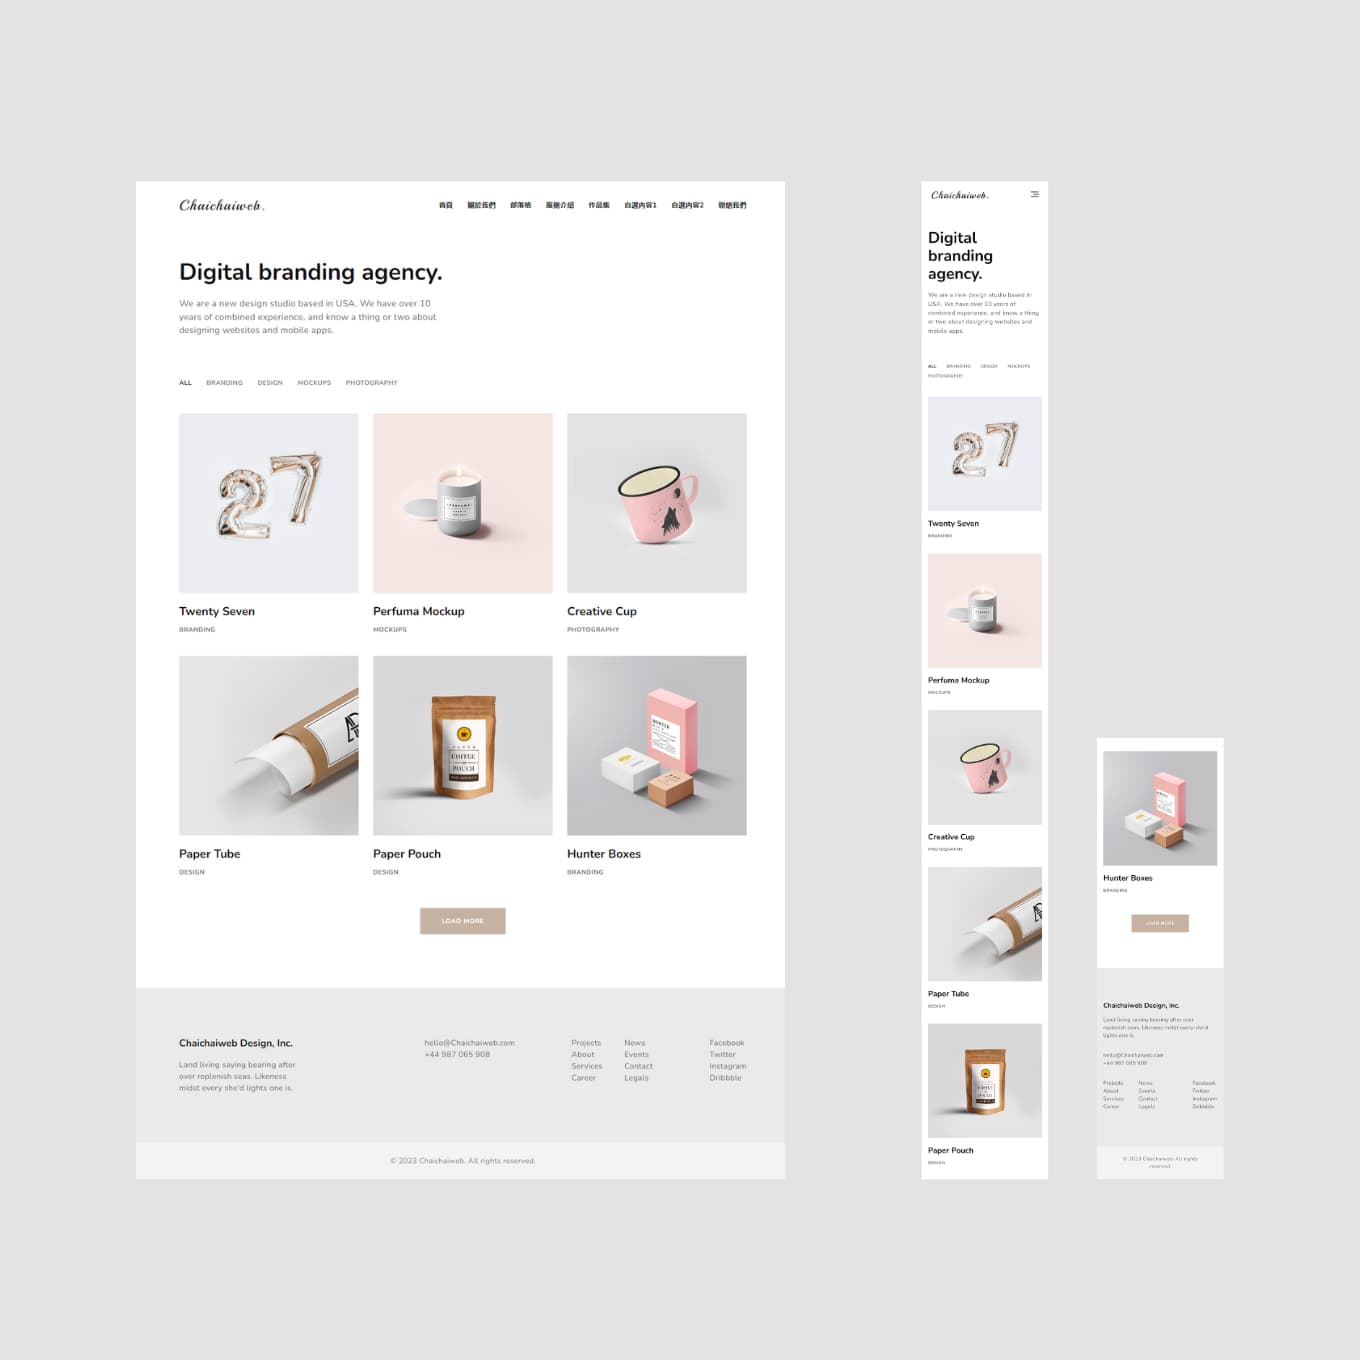 Chaichaiweb.
首頁 關於我們 部落格 服務介紹 作品集 自選內容1 自選內容2 聯絡我們
Digital branding agency.
We are a new design studio based in USA. We have over 10
years of combined experience, and know a thing or two about
designing websites and mobile apps.
ALL BRANDING DESIGN MOCKUPS PHOTOGRAPHY
27
Twenty Seven
BRANDING
Perfuma Mockup
MOCKUPS
Creative Cup
PHOTOGRAPHY
PAPER
COFFEE
POUCH
HUNTER
Paper Tube
DESIGN
Paper Pouch
DESIGN
Hunter Boxes
BRANDING
LOAD MORE
Chaichaiweb Design, Inc.
Land living saying bearing after
over replenish seas. Likeness
midst every she'd lights one is.
hello@Chaichaiweb.com
+44 987 065 908
Projects
About
Services
Career
News
Events
Contact
Legals
Facebook
Twitter
Instagram
Dribbble
© 2023 Chaichaiweb. All rights reserved.
Chaichaiweb.
Digital
branding
agency.
We are a new design studio based in
USA. We have over 10 years of
combined experience, and know a thing
or two about designing websites and
mobile apps.
ALL BRANDING DESIGN MOCKUPS
PHOTOGRAPHY
27
Twenty Seven
BRANDING
Perfuma Mockup
MOCKUPS
Creative Cup
PHOTOGRAPHY
Paper Tube
DESIGN
COFFEE
POUCH
Paper Pouch
DESIGN
Hunter Boxes
BRANDING
LOAD MORE
Chaichaiweb Design, Inc.
Land living saying bearing after over
replenish seas. Likeness midst every she'd
lights one is.
hello@Chaichaiweb.com
+44 987 065 908
Projects
About
Services
Career
News
Events
Contact
Legals
Facebook
Twitter
Instagram
Dribbble
© 2023 Chaichaiweb. All rights
reserved.